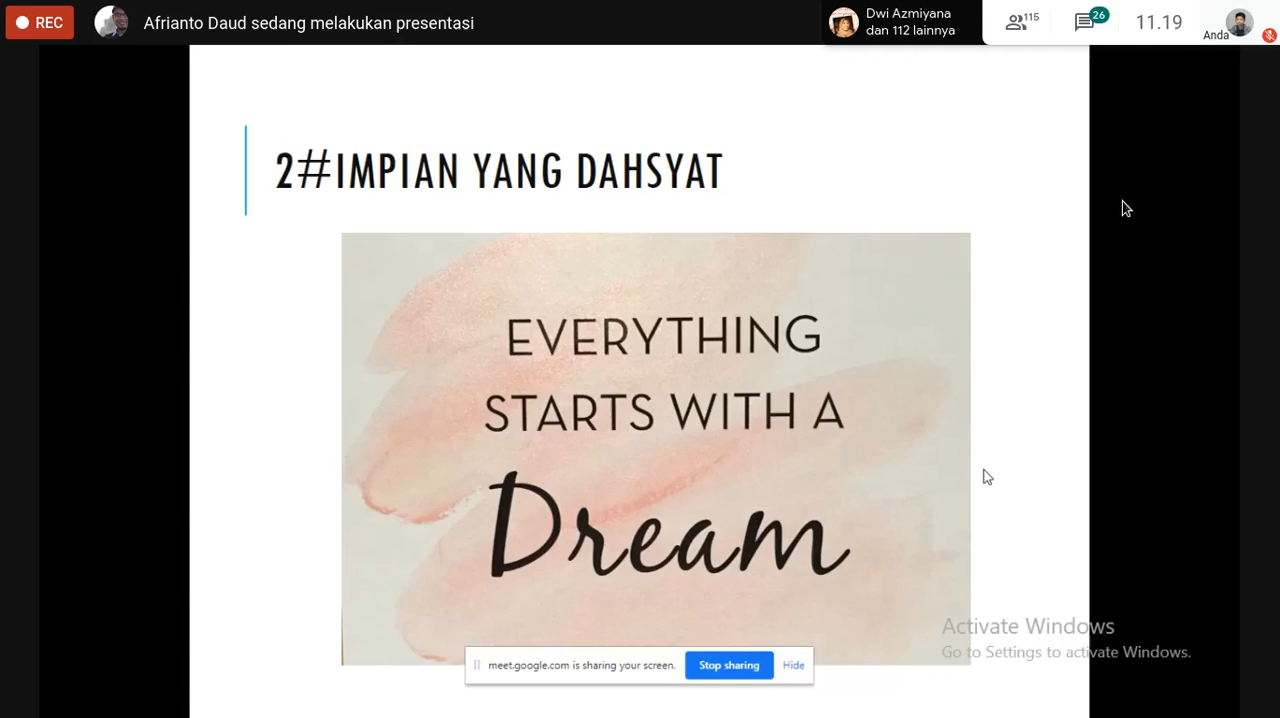 REC
Afrianto Daud sedang melakukan presentasi
Dwi Azmiyana
dan 112 lainnya
115
26
11.19
Anda
2#IMPIAN YANG DAHSYAT
EVERYTHING
STARTS WITH A
Dream
Activate Windows
Go to Settings to activate Windows.
meet.google.com is sharing your screen.
Stop sharing
Hide